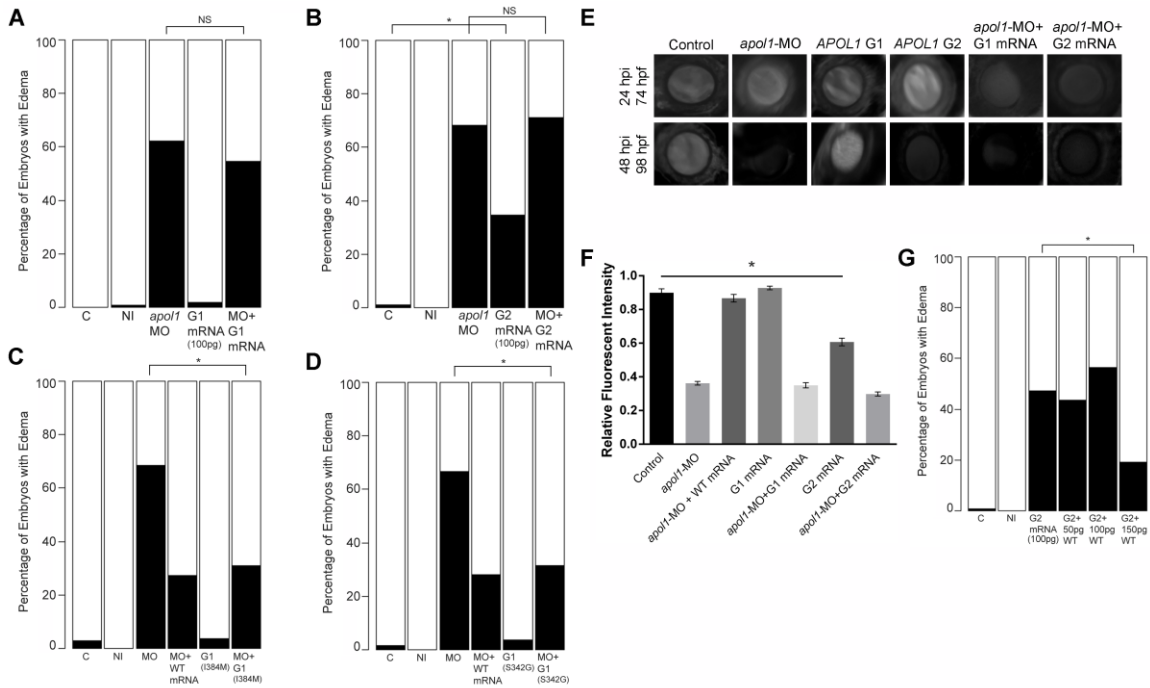 A
NS
Percentage of Embryos with Edema
100
80
60
40
20
0
C
NI
apol1
MO
G1
mRNA
(100pg)
MO+
G1
mRNA
B
NS
*
Percentage of Embryos with Edema
100
80
60
40
20
0
C
NI
apol1
MO
G2
mRNA
(100pg)
MO+
G2
mRNA
C
*
Percentage of Embryos with Edema
100
80
60
40
20
0
C
NI
MO
MO+
WT
mRNA
G1
(I384M)
MO+
G1
(I384M)
D
*
Percentage of Embryos with Edema
100
80
60
40
20
0
C
NI
MO
MO+
WT
mRNA
G1
(S342G)
MO+
G1
(S342G)
E
Control
apol1-MO
APOL1 G1
APOL1 G2
apol1-MO+
G1 mRNA
apol1-MO+
G2 mRNA
24 hpi
74 hpf
48 hpi
98 hpf
F
*
Relative Fluorescent Intensity
1.0
0.8
0.6
0.4
0.2
0.0
Control
apol1-MO
apol1-MO + WT mRNA
G1 mRNA
apol1-MO+G1 mRNA
G2 mRNA
apol1-MO+G2 mRNA
G
*
Percentage of Embryos with Edema
100
80
60
40
20
0
C
NI
G2
mRNA
(100pg)
G2+
50pg
WT
G2+
100pg
WT
G2+
150pg
WT